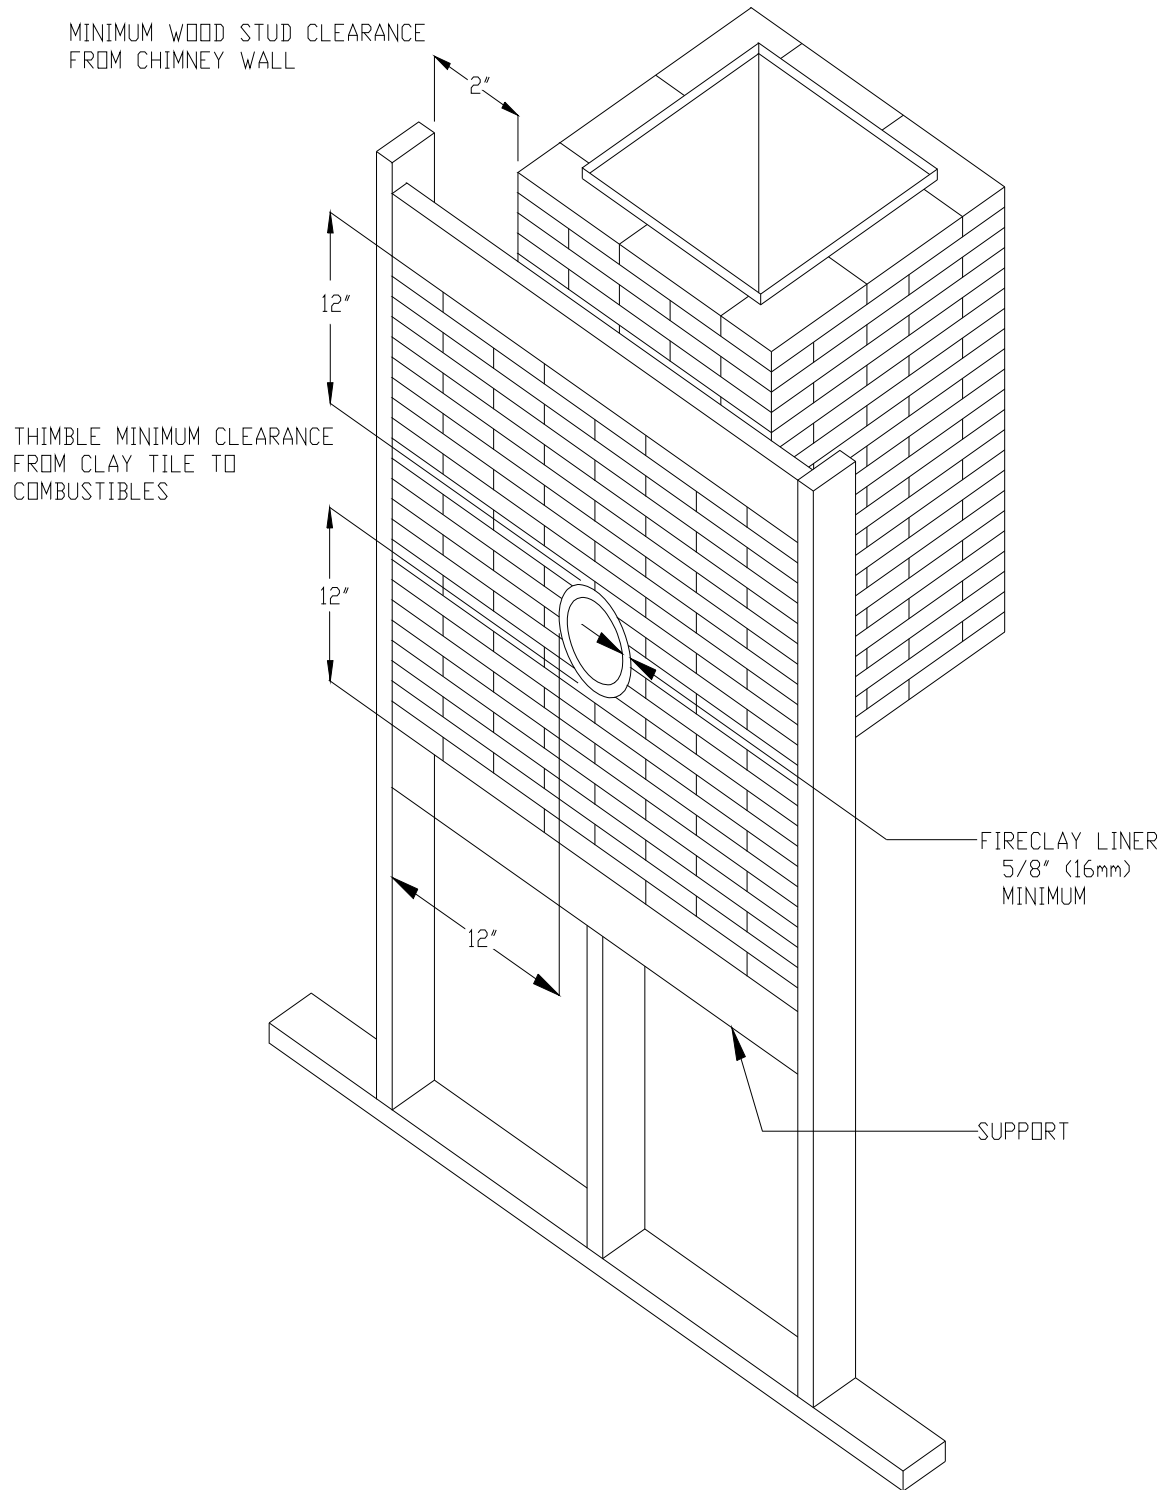 MINIMUM WOOD STUD CLEARANCE
FROM CHIMNEY WALL
2"
12"
THIMBLE MINIMUM CLEARANCE
FROM CLAY TILE TO
COMBUSTIBLES
12"
FIRECLAY LINER
5/8" (16mm)
MINIMUM
12"
SUPPORT